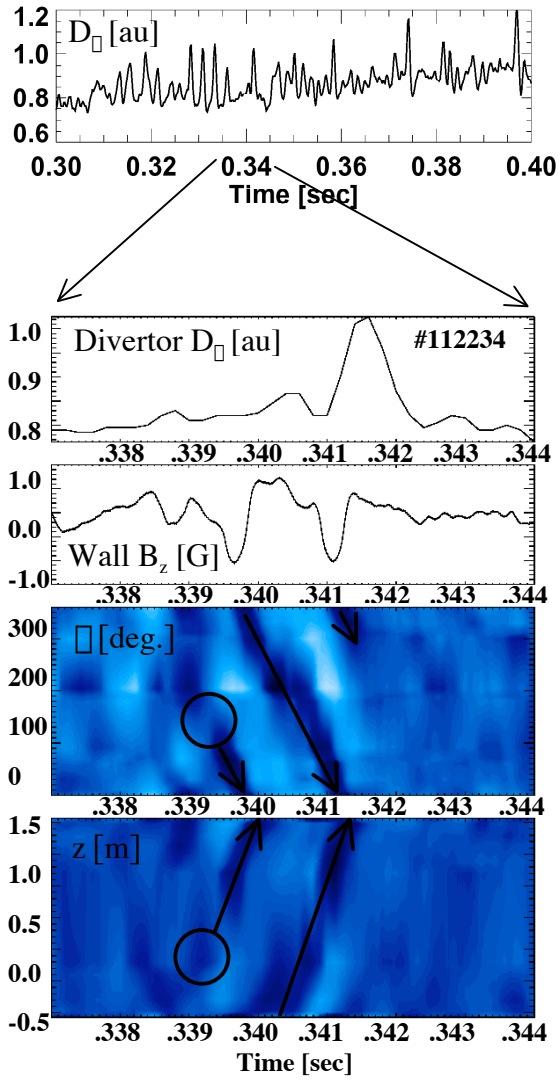 1.2
D▯ [au]
1.0
0.8
0.6
0.30 0.32 0.34 0.36 0.38 0.40
Time [sec]
1.0
Divertor D▯ [au] #112234
0.9
0.8
.338 .339 .340 .341 .342 .343 .344
1.0
0.0
Wall Bz [G]
-1.0
.338 .339 .340 .341 .342 .343 .344
300
▯ [deg.]
200
100
0
.338 .339 .340 .341 .342 .343 .344
1.5
z [m]
1.0
0.5
0.0
-0.5
.338 .339 .340 .341 .342 .343 .344
Time [sec]